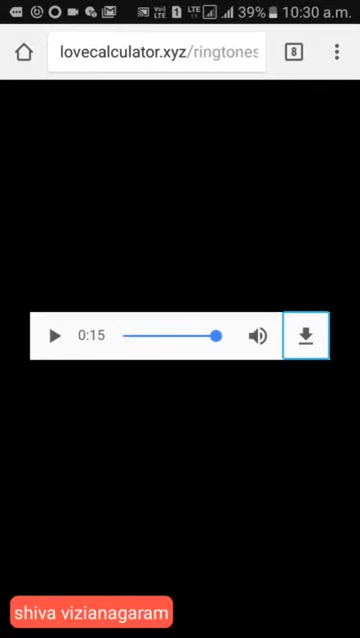 39% 10:30 a.m.
lovecalculator.xyz/ringtones
8
0:15
shiva vizianagaram